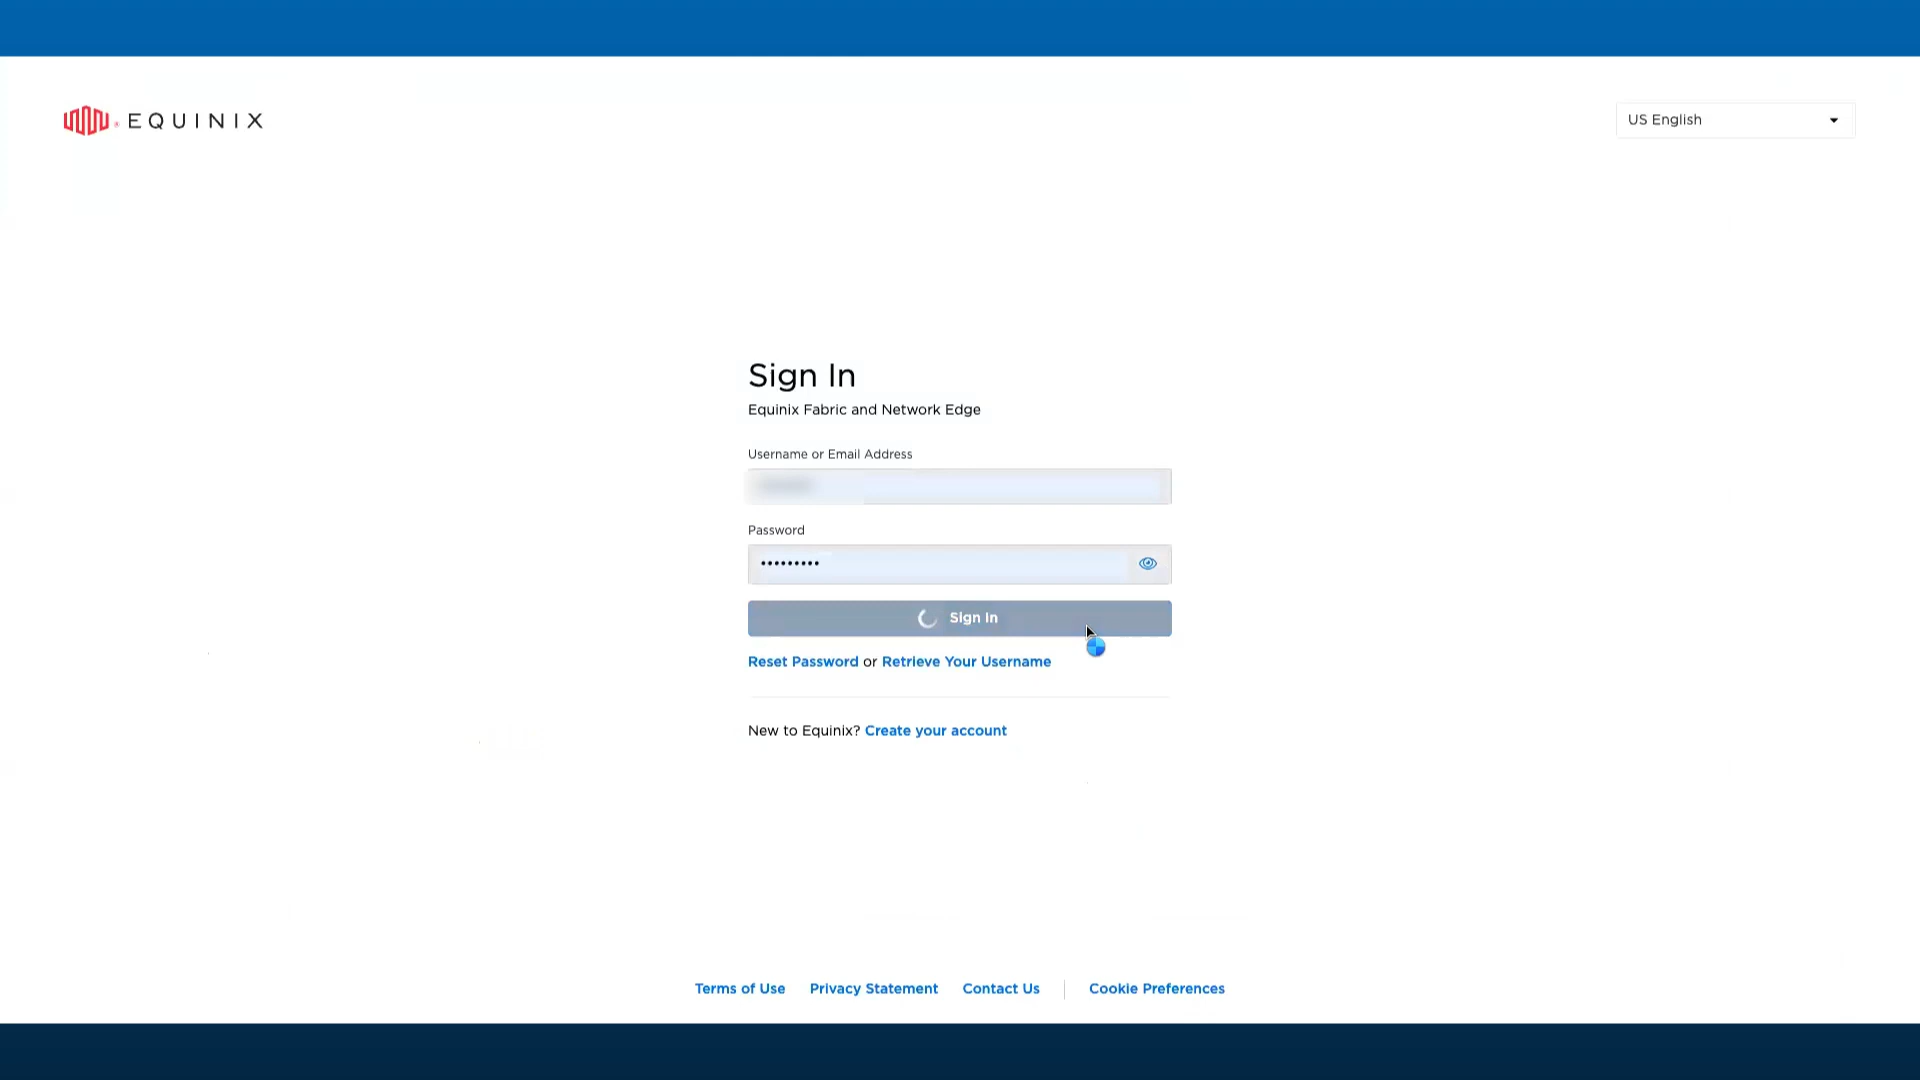 EQUINIX
US English
Sign In
Equinix Fabric and Network Edge
Username or Email Address
Password
•••••••••
Sign In
Reset Password or Retrieve Your Username
New to Equinix? Create your account
Terms of Use Privacy Statement Contact Us Cookie Preferences